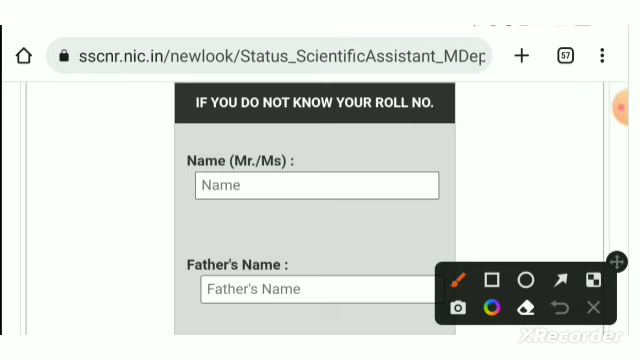 sscnr.nic.in/newlook/Status_ScientificAssistant_MDep
57
IF YOU DO NOT KNOW YOUR ROLL NO.
Name (Mr./Ms) :
Name
Father's Name :
Father's Name
XRecorder